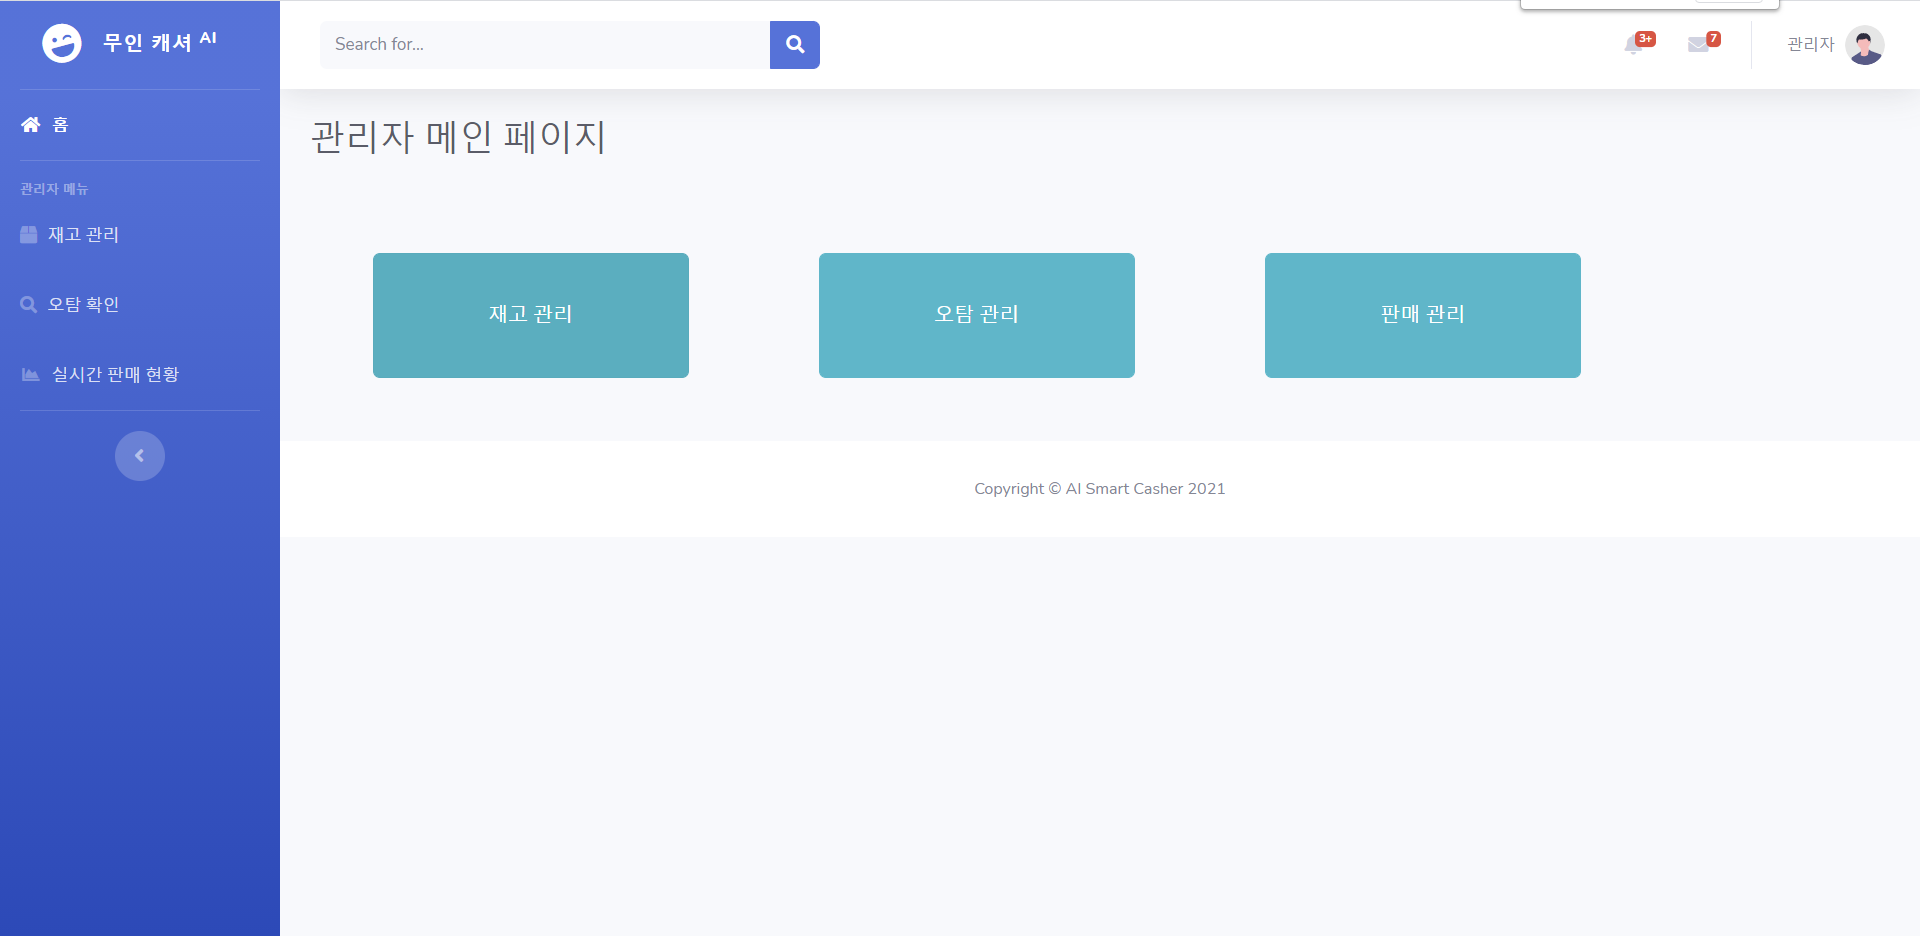 무인 캐셔 AI
홈
관리자 메뉴
재고 관리
오탐 확인
실시간 판매 현황
Search for...
3+
7
관리자
관리자 메인 페이지
재고 관리
오탐 관리
판매 관리
Copyright © AI Smart Casher 2021